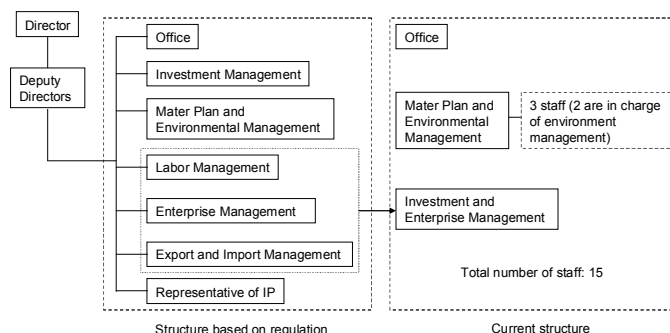 Director
Deputy
Directors
Office
Investment Management
Mater Plan and
Environmental Management
Labor Management
Enterprise Management
Export and Import Management
Representative of IP
Structure based on regulation
Office
Mater Plan and
Environmental
Management
3 staff (2 are in charge
of environment
management)
Investment and
Enterprise Management
Total number of staff: 15
Current structure